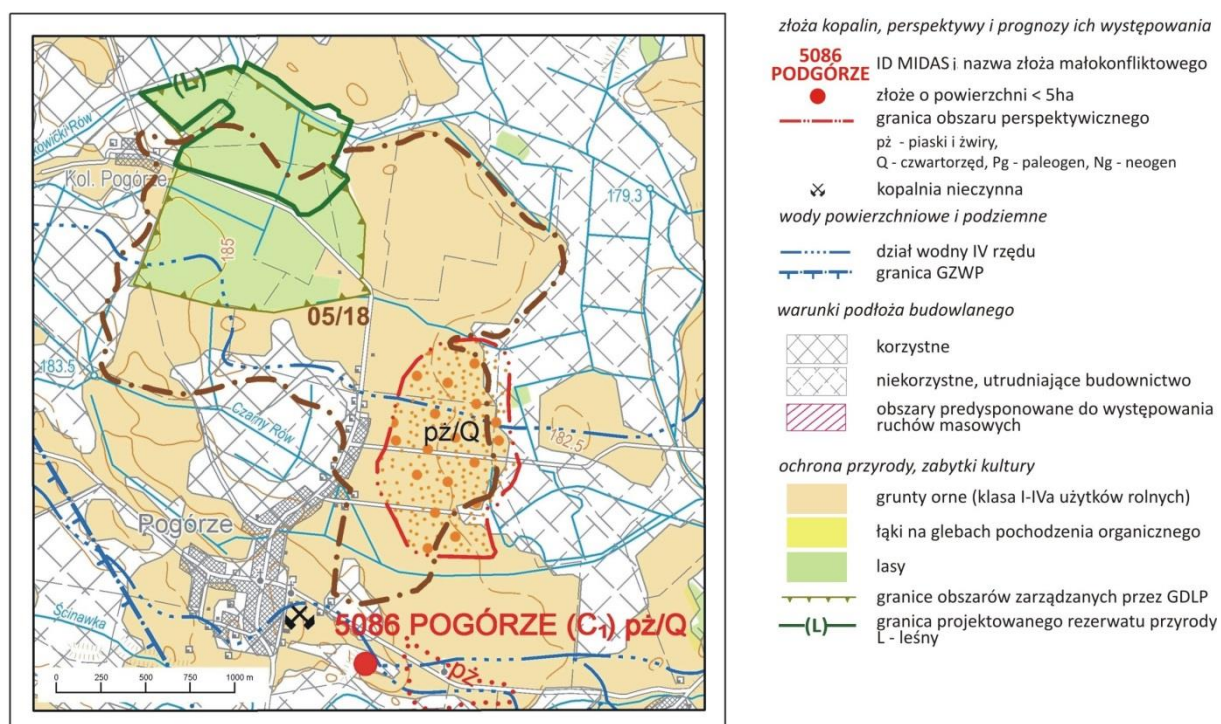 (L)
kowicki Rów
Kol. Pogórze
185
179.3
05/18
183.5
Czarny Rów
pż/Q
182.5
Pogórze
Ścinawka
5086 POGÓRZE (C₁) pż/Q
pż
0 250 500 750 1000 m
złoża kopalin, perspektywy i prognozy ich występowania
5086
PODGÓRZE
ID MIDAS i nazwa złoża małokonfliktowego
złoże o powierzchni < 5ha
granica obszaru perspektywicznego
pż - piaski i żwiry,
Q - czwartorzęd, Pg - paleogen, Ng - neogen
kopalnia nieczynna
wody powierzchniowe i podziemne
dział wodny IV rzędu
granica GZWP
warunki podłoża budowlanego
korzystne
niekorzystne, utrudniające budownictwo
obszary predysponowane do występowania
ruchów masowych
ochrona przyrody, zabytki kultury
grunty orne (klasa I-IVa użytków rolnych)
łąki na glebach pochodzenia organicznego
lasy
granice obszarów zarządzanych przez GDLP
(L) granica projektowanego rezerwatu przyrody
L - leśny